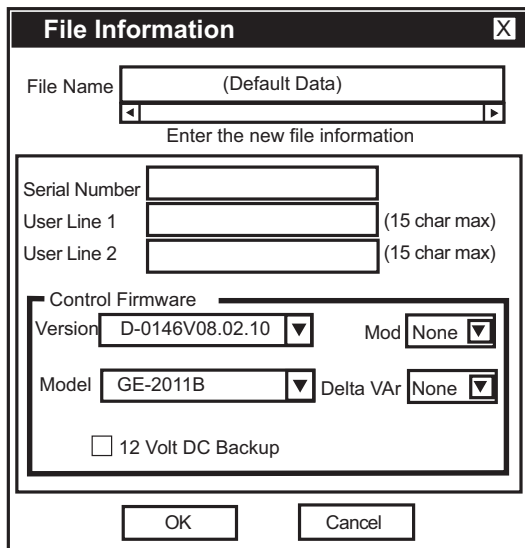 File Information X
File Name (Default Data)
Enter the new file information
Serial Number
User Line 1 (15 char max)
User Line 2 (15 char max)
Control Firmware
Version D-0146V08.02.10 Mod None
Model GE-2011B Delta VAr None
12 Volt DC Backup
OK Cancel